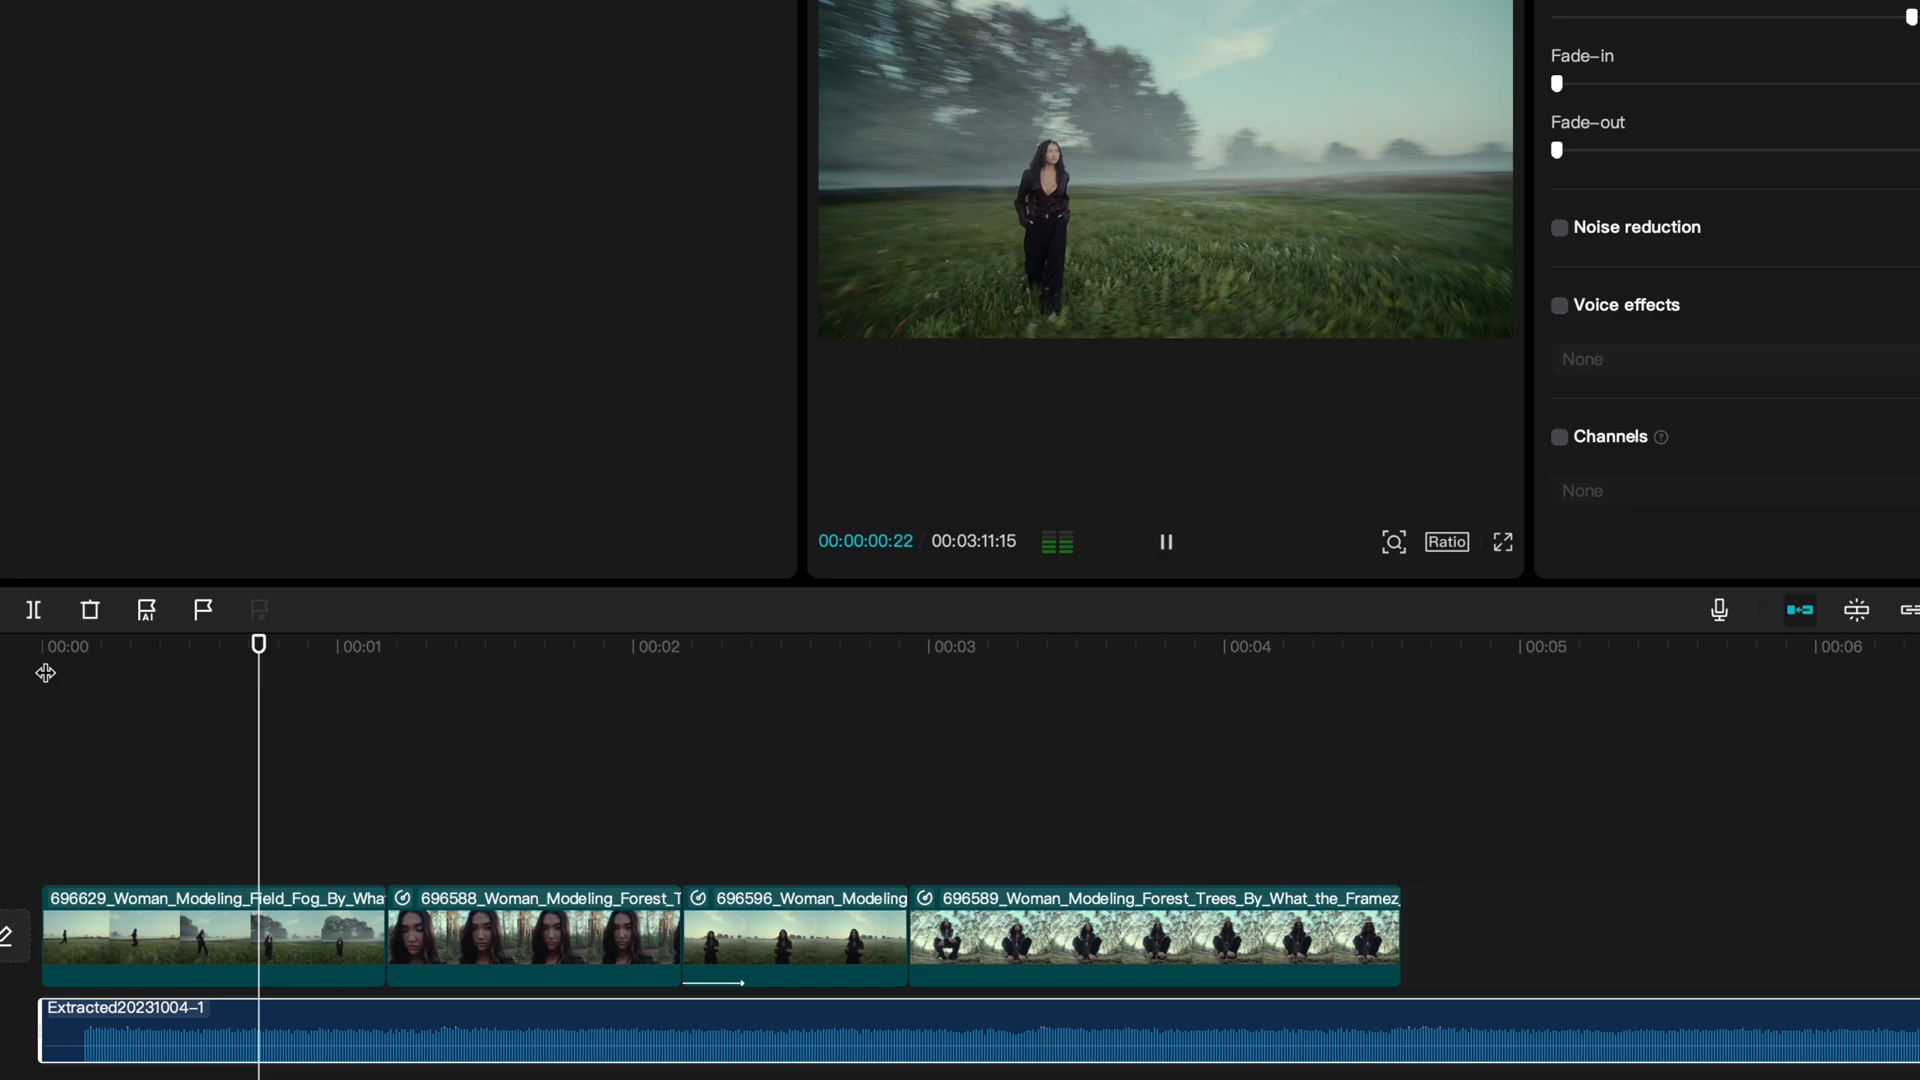 Fade-in
Fade-out
Noise reduction
Voice effects
None
Channels ?
None
00:00:00:22 / 00:03:11:15
Ratio
AI
00:00 00:01 00:02 00:03 00:04 00:05 00:06
696629_Woman_Modeling_Field_Fog_By_Wha 696588_Woman_Modeling_Forest_T 696596_Woman_Modeling 696589_Woman_Modeling_Forest_Trees_By_What_the_Framez_
Extracted20231004-1